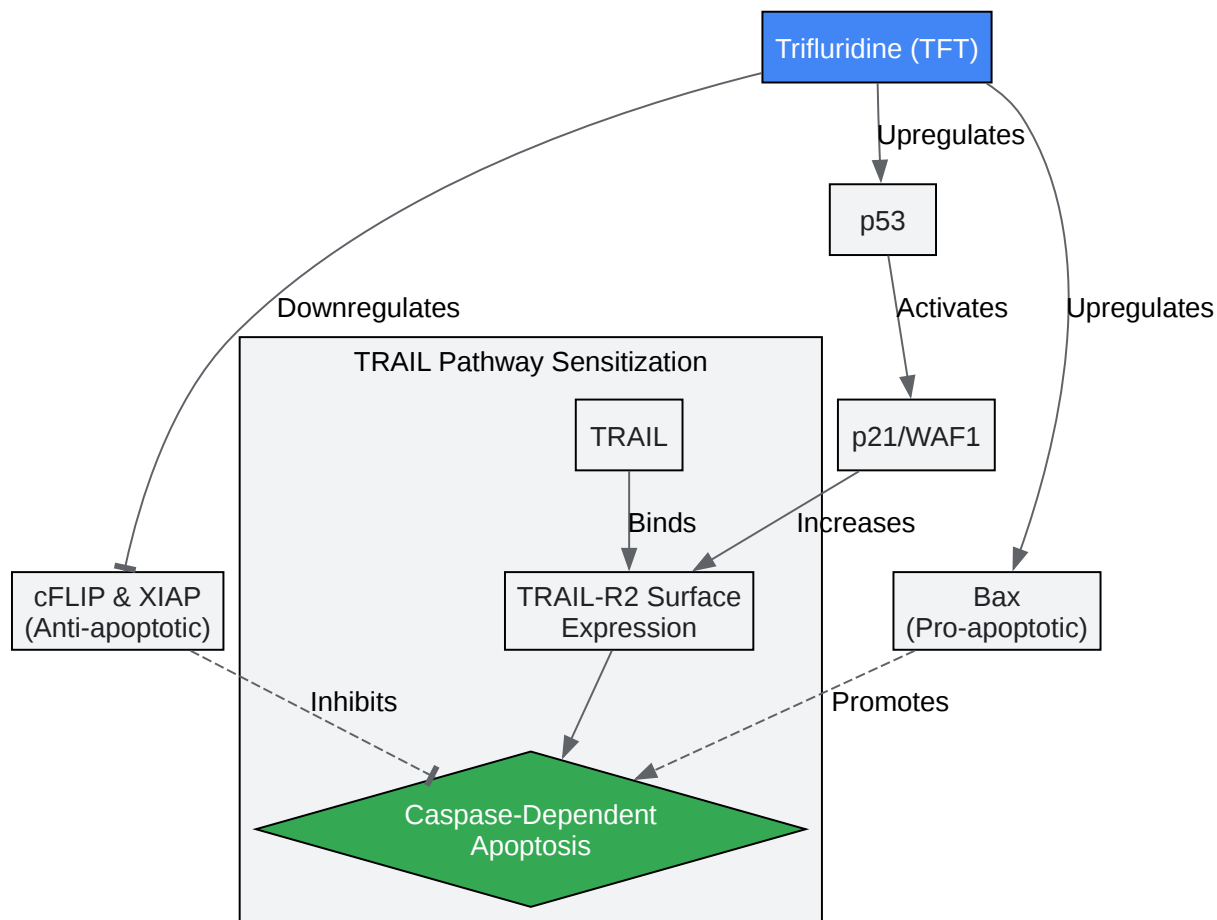 Trifluridine (TFT)
Upregulates
p53
Downregulates
Activates
Upregulates
TRAIL Pathway Sensitization
TRAIL
p21/WAF1
Binds
Increases
cFLIP & XIAP
(Anti-apoptotic)
TRAIL-R2 Surface
Expression
Bax
(Pro-apoptotic)
Inhibits
Promotes
Caspase-Dependent
Apoptosis